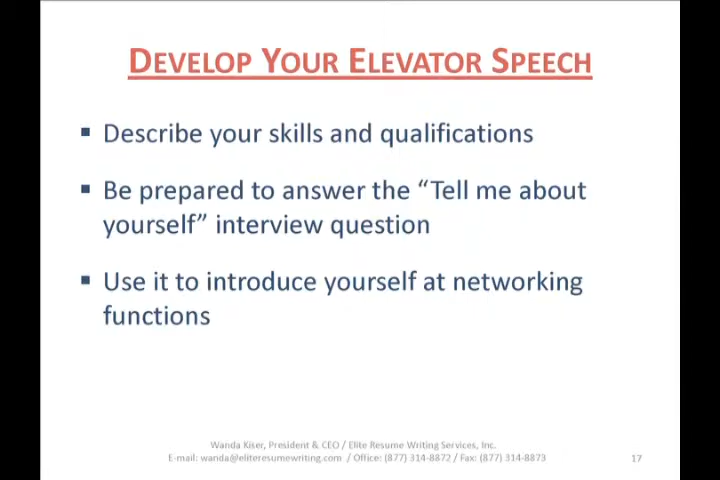 DEVELOP YOUR ELEVATOR SPEECH
▪ Describe your skills and qualifications
▪ Be prepared to answer the “Tell me about
yourself” interview question
▪ Use it to introduce yourself at networking
functions
Wanda Kiser, President & CEO / Elite Resume Writing Services, Inc.
E-mail: wanda@eliteresumewriting.com / Office: (877) 314-8872 / Fax: (877) 314-8873
17